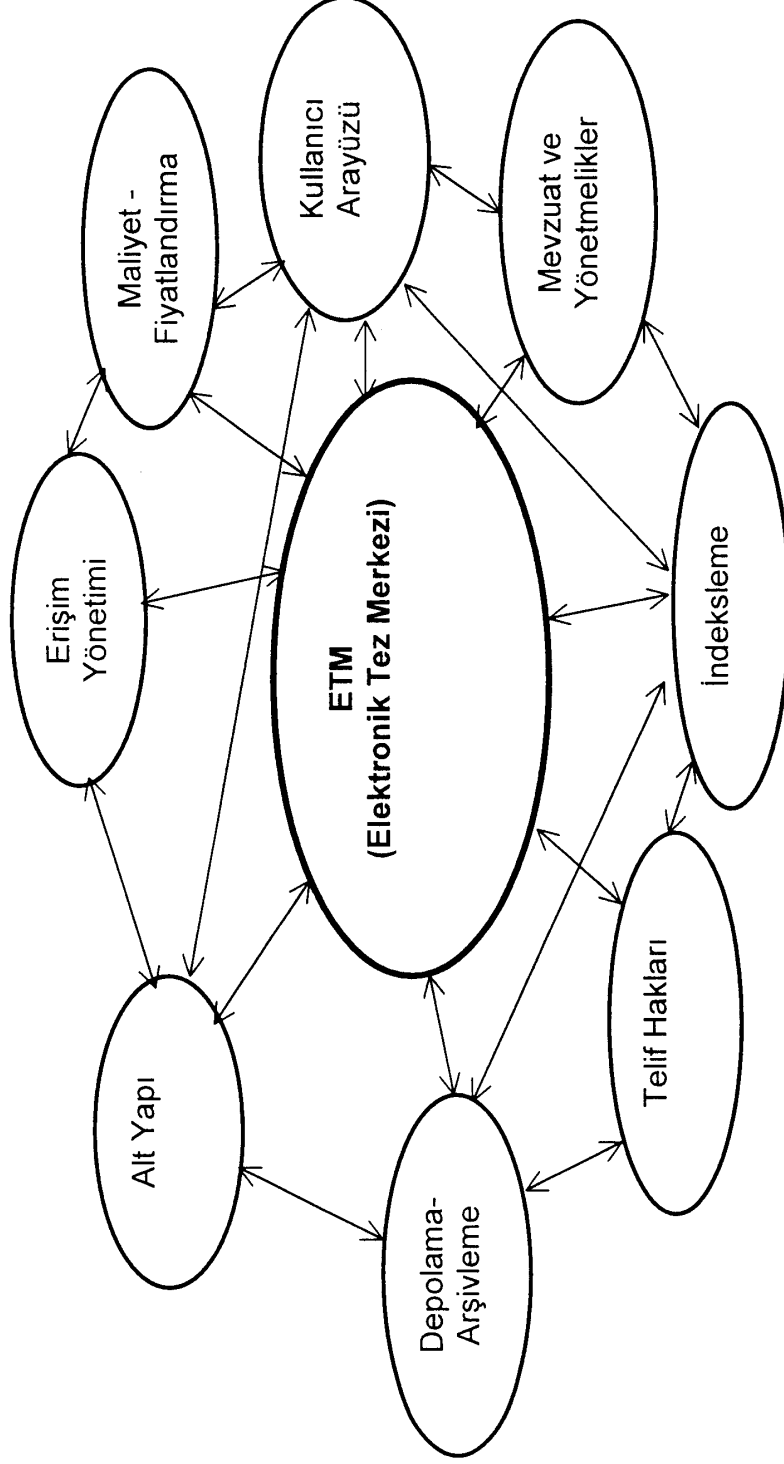 Alt Yapı
Erişim
Yönetimi
Maliyet -
Fiyatlandırma
Kullanıcı
Arayüzü
ETM
(Elektronik Tez Merkezi)
Depolama-
Arşivleme
Telif Hakları
İndeksleme
Mevzuat ve
Yönetmelikler